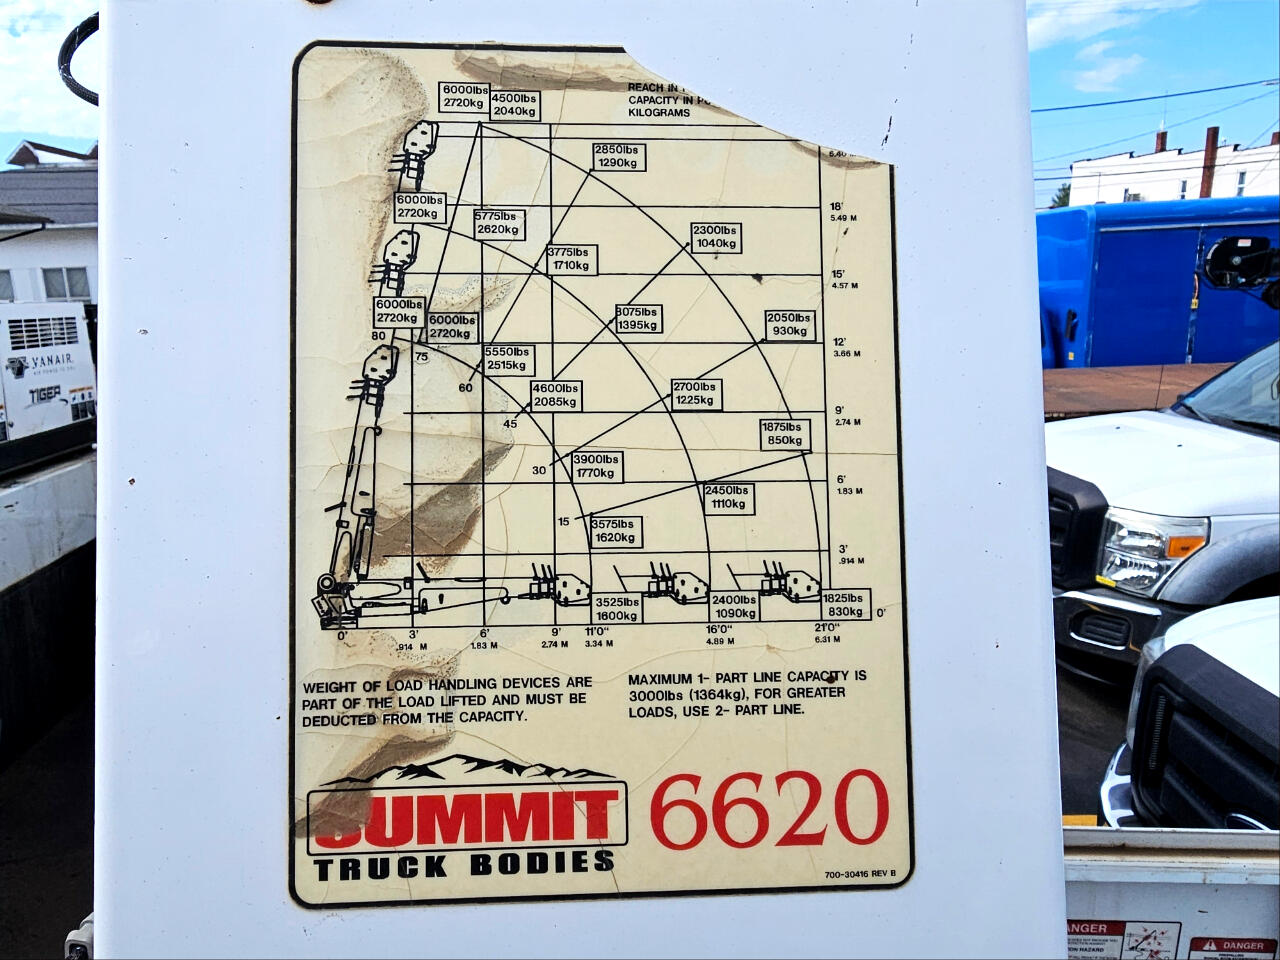 REACH IN
CAPACITY IN
KILOGRAMS
6000lbs
2720kg
4500lbs
2040kg
2850lbs
1290kg
6000lbs
2720kg
5775lbs
2620kg
3775lbs
1710kg
2300lbs
1040kg
18'
5.49 M
15'
4.57 M
6000lbs
2720kg
6000lbs
2720kg
3075lbs
1395kg
2050lbs
930kg
12'
3.66 M
80
75
60
45
30
15
5550lbs
2515kg
4600lbs
2085kg
2700lbs
1225kg
9'
2.74 M
1875lbs
850kg
3900lbs
1770kg
2450lbs
1110kg
6'
1.83 M
3575lbs
1620kg
3'
.914 M
3525lbs
1600kg
2400lbs
1090kg
1825lbs
830kg
0'
0' 3' 6' 9' 11'0" 16'0" 21'0"
.914 M 1.83 M 2.74 M 3.34 M 4.89 M 6.31 M
WEIGHT OF LOAD HANDLING DEVICES ARE
PART OF THE LOAD LIFTED AND MUST BE
DEDUCTED FROM THE CAPACITY.
MAXIMUM 1- PART LINE CAPACITY IS
3000lbs (1364kg), FOR GREATER
LOADS, USE 2- PART LINE.
SUMMIT
TRUCK BODIES
6620
700-30416 REV B
VANAIR
TIGER
ANGER
DANGER